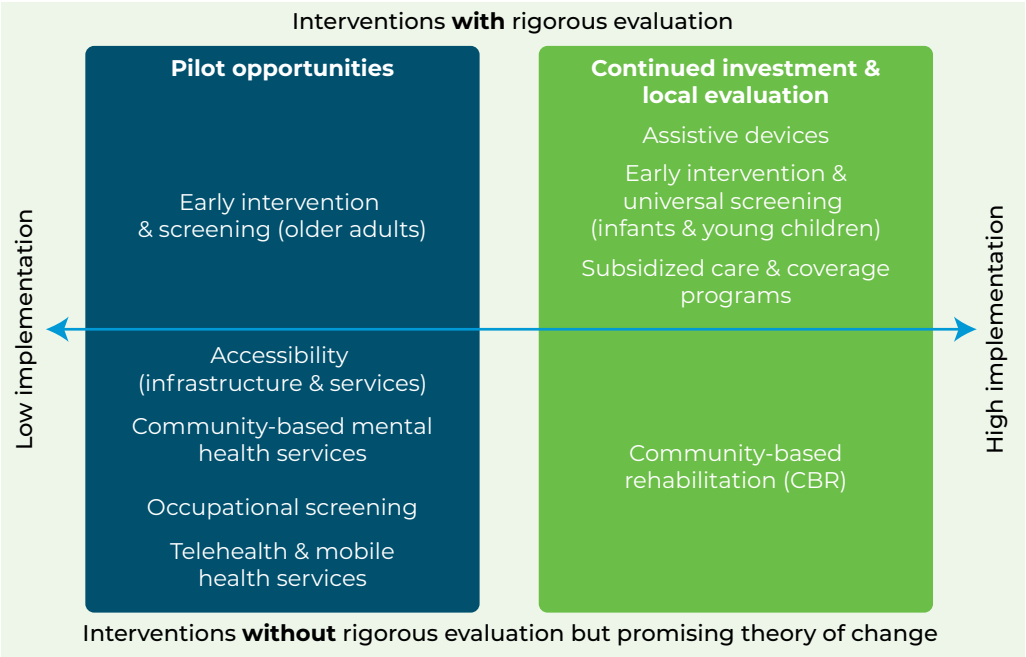 Interventions with rigorous evaluation
Pilot opportunities
Early intervention
& screening (older adults)
Accessibility
(infrastructure & services)
Community-based mental
health services
Occupational screening
Telehealth & mobile
health services
Continued investment &
local evaluation
Assistive devices
Early intervention &
universal screening
(infants & young children)
Subsidized care & coverage
programs
Community-based
rehabilitation (CBR)
Low implementation
High implementation
Interventions without rigorous evaluation but promising theory of change